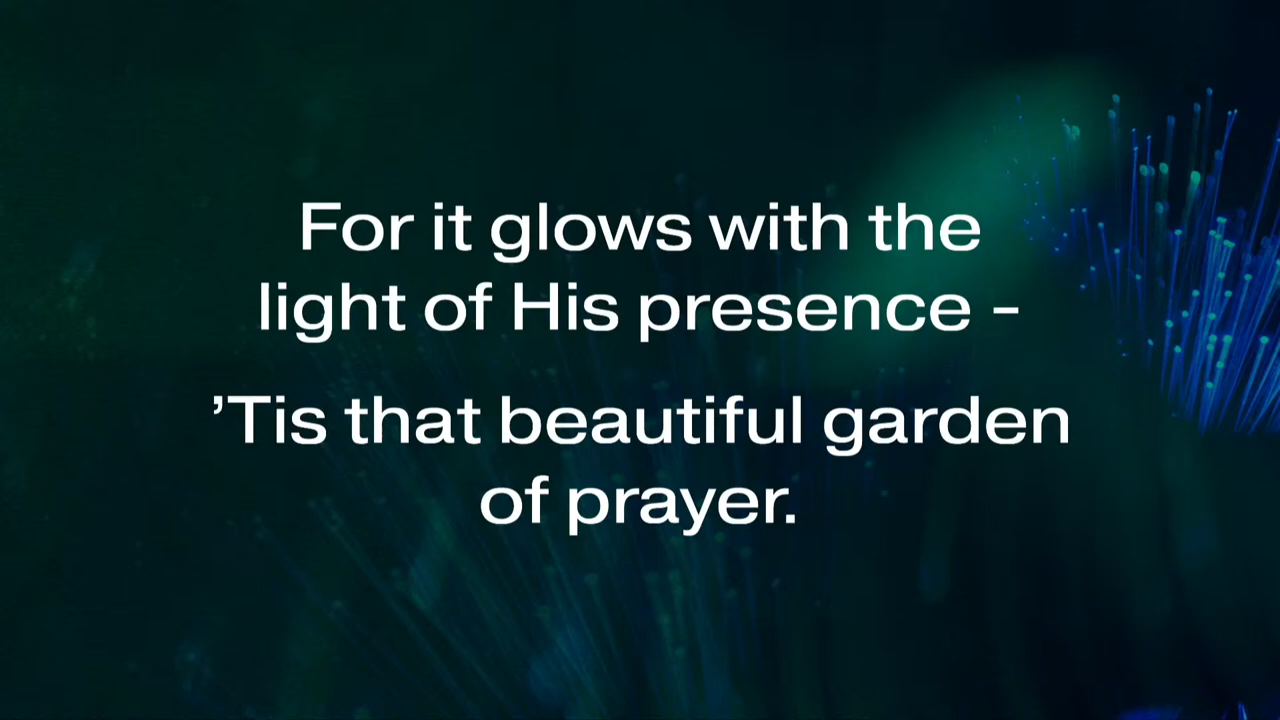 For it glows with the
light of His presence –
’Tis that beautiful garden
of prayer.